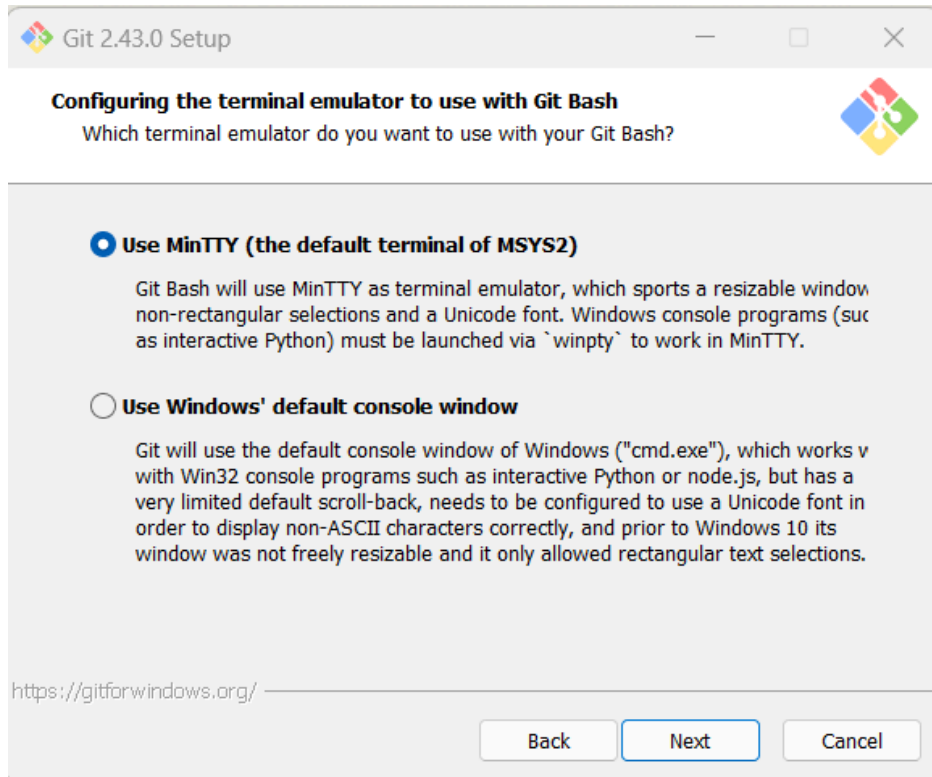 Git 2.43.0 Setup
Configuring the terminal emulator to use with Git Bash
Which terminal emulator do you want to use with your Git Bash?
Use MinTTY (the default terminal of MSYS2)
Git Bash will use MinTTY as terminal emulator, which sports a resizable window
non-rectangular selections and a Unicode font. Windows console programs (suc
as interactive Python) must be launched via `winpty` to work in MinTTY.
Use Windows' default console window
Git will use the default console window of Windows ("cmd.exe"), which works
with Win32 console programs such as interactive Python or node.js, but has a
very limited default scroll-back, needs to be configured to use a Unicode font in
order to display non-ASCII characters correctly, and prior to Windows 10 its
window was not freely resizable and it only allowed rectangular text selections.
https://gitforwindows.org/
Back
Next
Cancel